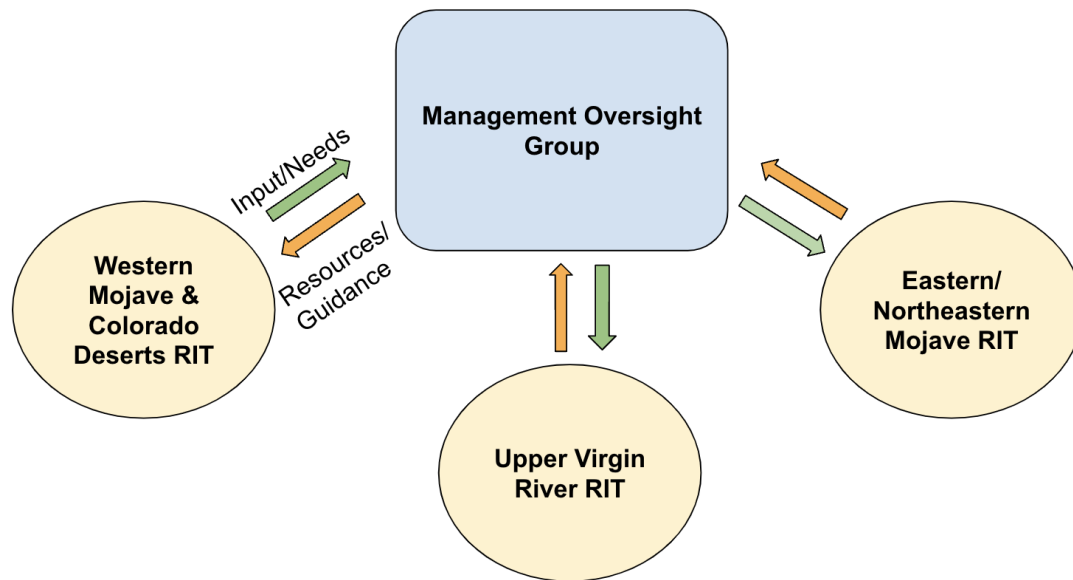 Management Oversight
Group
Input/Needs
Resources/
Guidance
Western
Mojave &
Colorado
Deserts RIT
Eastern/
Northeastern
Mojave RIT
Upper Virgin
River RIT